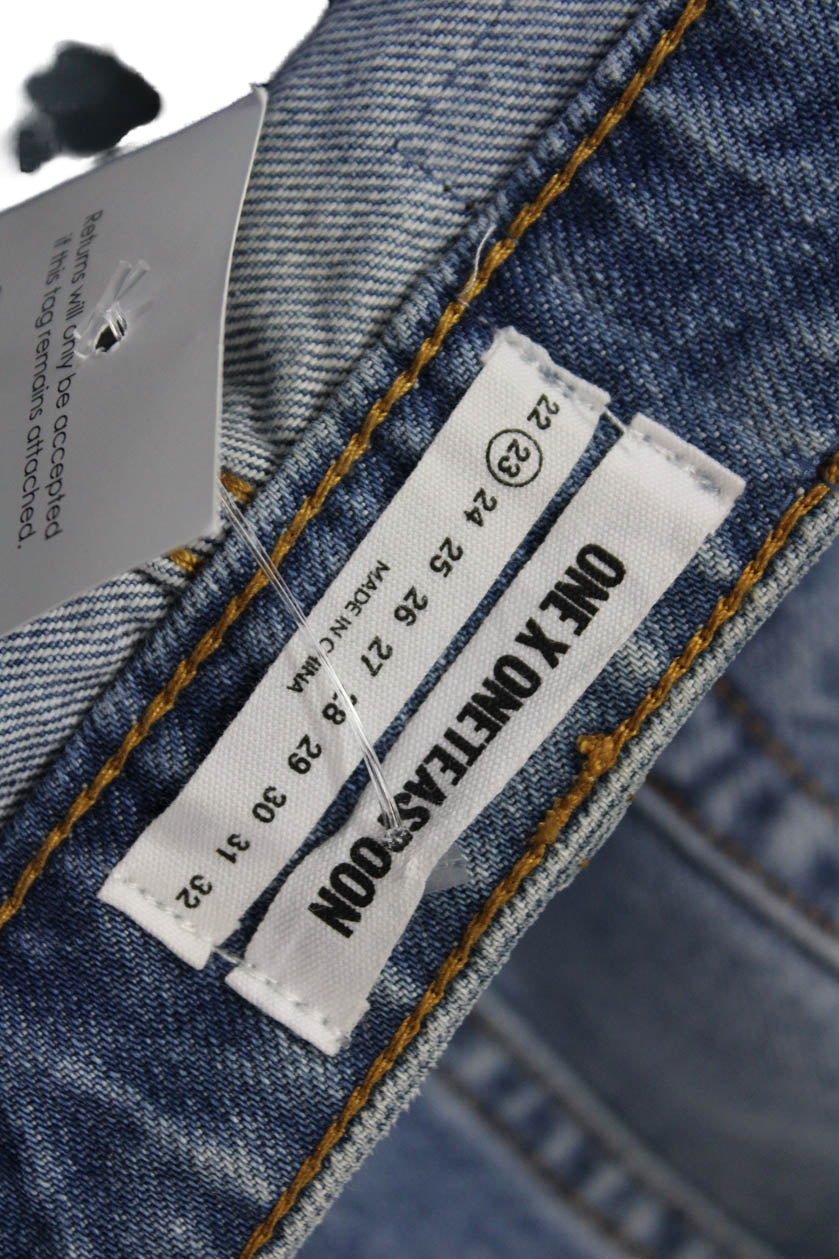 Returns will only be accepted
if this tag remains attached.
22 23 24 25 26 27 28 29 30 31 32
MADE IN CHINA
ONE X ONETEASPOON